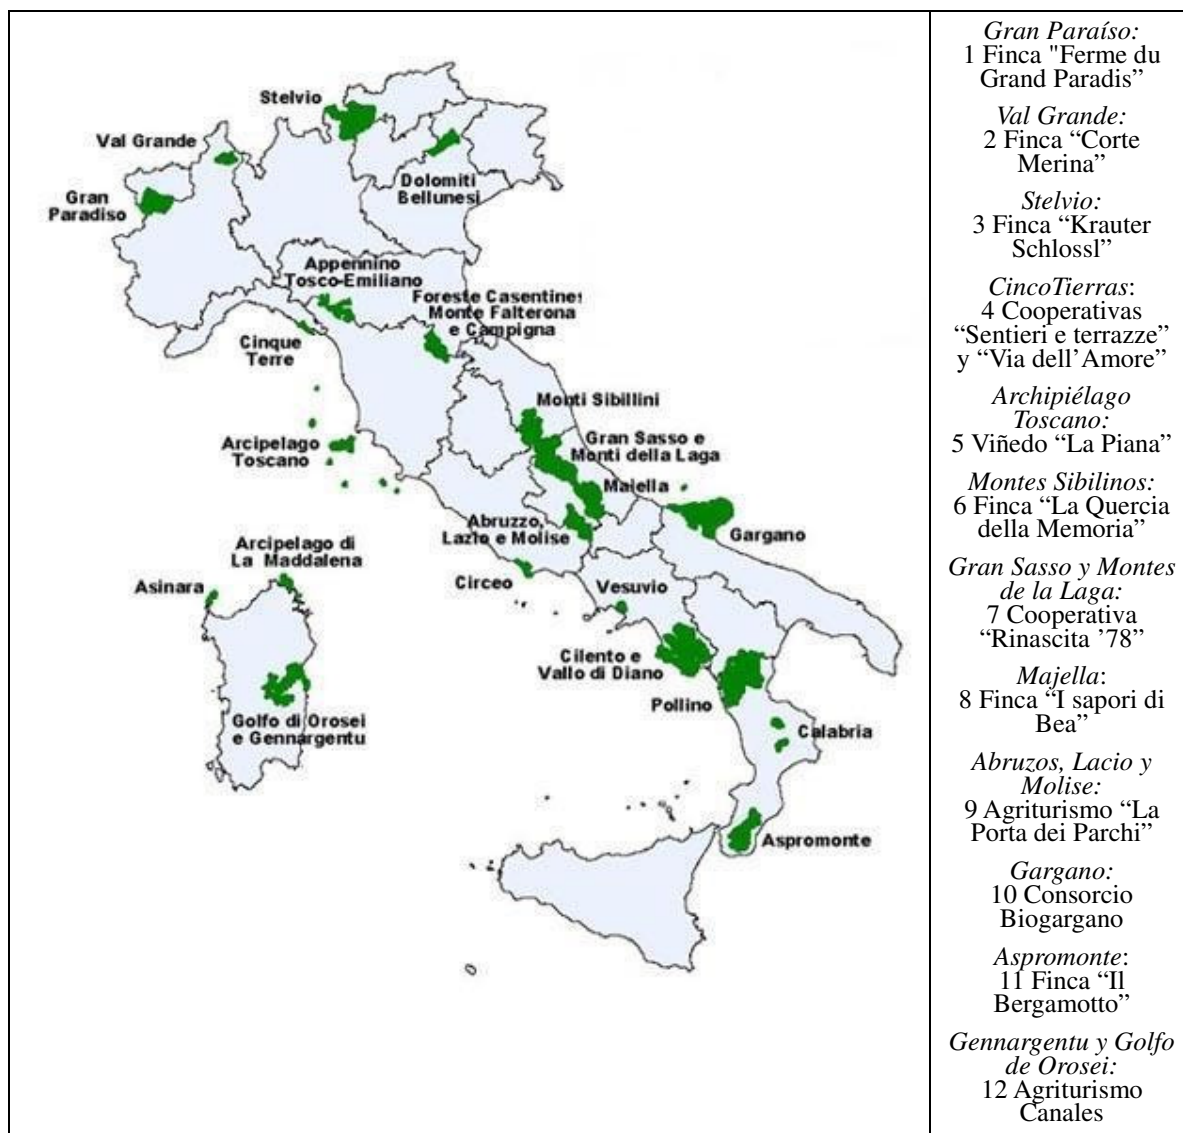 Stelvio
Val Grande
Gran
Paradiso
Dolomiti
Bellunesi
Appennino
Tosco-Emiliano
Foreste Casentines
Monte Falterona
e Campigna
Cinque
Terre
Monti Sibillini
Arcipelago
Toscano
Gran Sasso e
Monti della Laga
Maiella
Abruzzo,
Lazio e Molise
Gargano
Arcipelago di
La Maddalena
Asinara
Circeo
Vesuvio
Cilento e
Vallo di Diano
Pollino
Golfo di Orosei
e Gennargentu
Calabria
Aspromonte
Gran Paraíso:
1 Finca "Ferme du
Grand Paradis”
Val Grande:
2 Finca “Corte
Merina”
Stelvio:
3 Finca “Krauter
Schlossl”
CincoTierras:
4 Cooperativas
“Sentieri e terrazze”
y “Via dell’Amore”
Archipiélago
Toscano:
5 Viñedo “La Piana”
Montes Sibilinos:
6 Finca “La Quercia
della Memoria”
Gran Sasso y Montes
de la Laga:
7 Cooperativa
“Rinascita ’78”
Majella:
8 Finca “I sapori di
Bea”
Abruzos, Lacio y
Molise:
9 Agriturismo “La
Porta dei Parchi”
Gargano:
10 Consorcio
Biogargano
Aspromonte:
11 Finca “Il
Bergamotto”
Gennargentu y Golfo
de Orosei:
12 Agriturismo
Canales